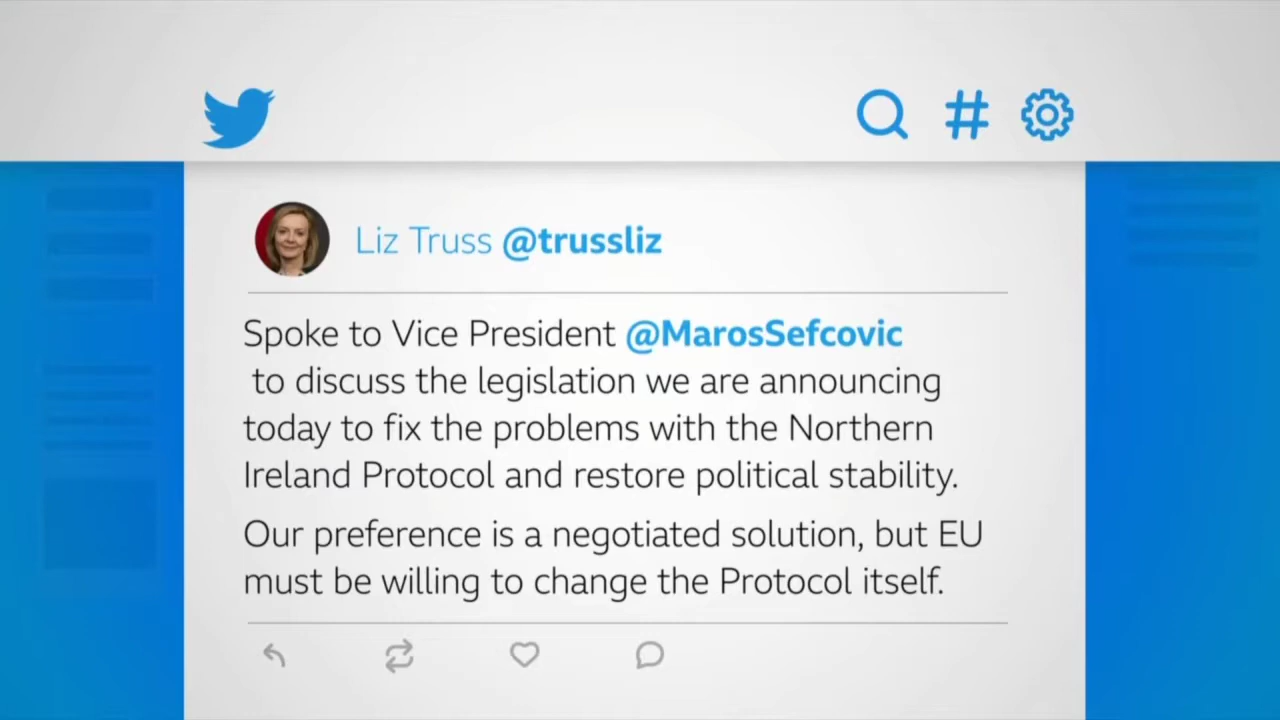 Liz Truss @trussliz
Spoke to Vice President @MarosSefcovic
to discuss the legislation we are announcing
today to fix the problems with the Northern
Ireland Protocol and restore political stability.
Our preference is a negotiated solution, but EU
must be willing to change the Protocol itself.